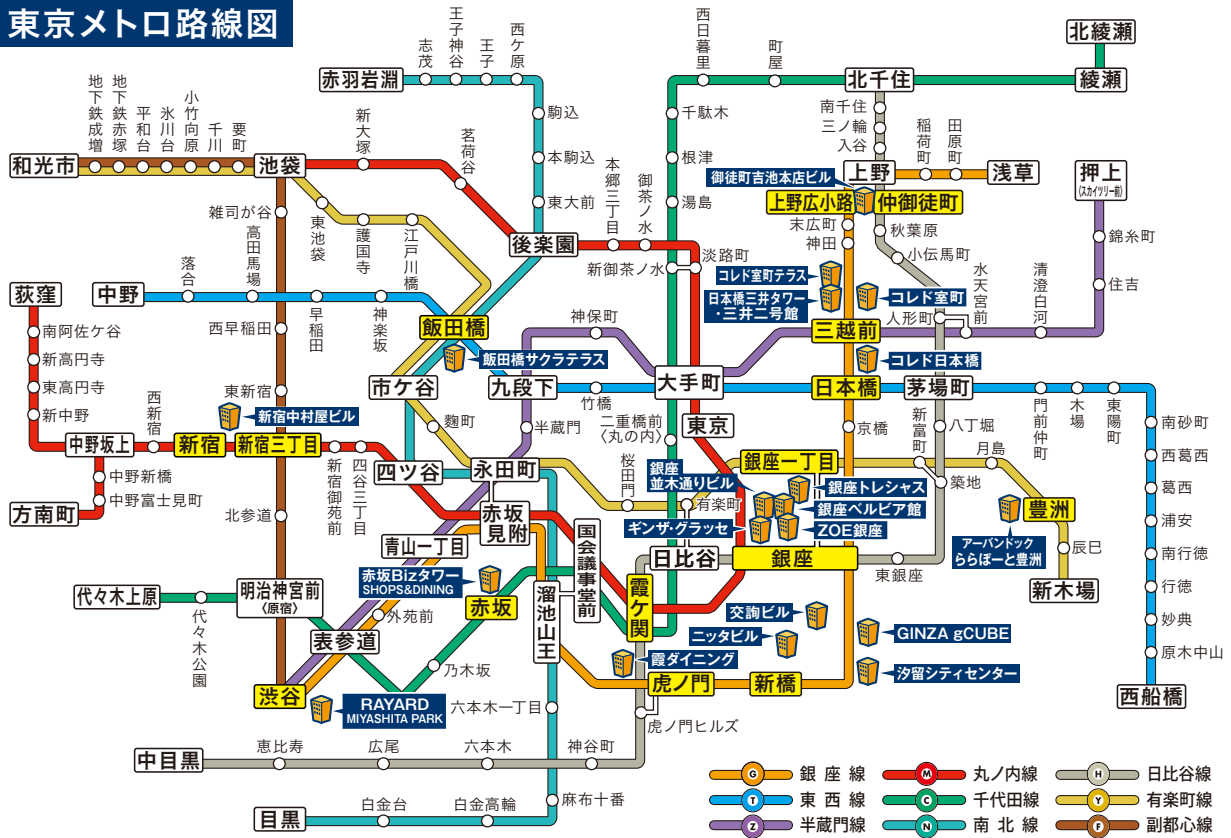 東京メトロ路線図
北綾瀬
綾瀬
北千住
町屋
西日暮里
千駄木
根津
湯島
赤羽岩淵
志茂
王子神谷
王子
西ケ原
駒込
本駒込
東大前
南千住
三ノ輪
入谷
稲荷町
田原町
上野
浅草
押上
(スカイツリー前)
和光市
地下鉄成増
地下鉄赤塚
平和台
氷川台
小竹向原
千川
要町
池袋
新大塚
茗荷谷
後楽園
本郷三丁目
御茶ノ水
淡路町
新御茶ノ水
御徒町吉池本店ビル
上野広小路
仲御徒町
末広町
神田
秋葉原
小伝馬町
水天宮前
人形町
清澄白河
錦糸町
住吉
雑司が谷
東池袋
護国寺
江戸川橋
コレド室町テラス
日本橋三井タワー
・三井二号館
コレド室町
荻窪
中野
落合
高田馬場
早稲田
神楽坂
飯田橋
神保町
三越前
南阿佐ケ谷
新高円寺
東高円寺
新中野
西早稲田
東新宿
飯田橋サクラテラス
コレド日本橋
市ケ谷
九段下
竹橋
大手町
日本橋
茅場町
門前仲町
木場
東陽町
南砂町
西葛西
葛西
浦安
南行徳
行徳
妙典
原木中山
西船橋
新宿中村屋ビル
中野坂上
西新宿
新宿
新宿三丁目
新宿御苑前
四谷三丁目
四ツ谷
麹町
半蔵門
永田町
二重橋前
〈丸の内〉
東京
京橋
新富町
八丁堀
月島
築地
中野新橋
中野富士見町
方南町
北参道
桜田門
有楽町
銀座一丁目
銀座
並木通りビル
銀座トレシャス
銀座ベルビア館
ギンザ・グラッセ
ZOE銀座
豊洲
アーバンドック
ららぽーと豊洲
辰巳
新木場
赤坂
見附
青山一丁目
国会議事堂前
日比谷
銀座
東銀座
赤坂Bizタワー
SHOPS&DINING
代々木上原
代々木公園
明治神宮前
〈原宿〉
表参道
外苑前
赤坂
溜池山王
霞ケ関
乃木坂
渋谷
RAYARD
MIYASHITA PARK
霞ダイニング
交詢ビル
ニッタビル
GINZA gCUBE
汐留シティセンター
虎ノ門
新橋
虎ノ門ヒルズ
六本木一丁目
中目黒
恵比寿
広尾
六本木
神谷町
目黒
白金台
白金高輪
麻布十番
G 銀座線
M 丸ノ内線
H 日比谷線
T 東西線
C 千代田線
Y 有楽町線
Z 半蔵門線
N 南北線
F 副都心線